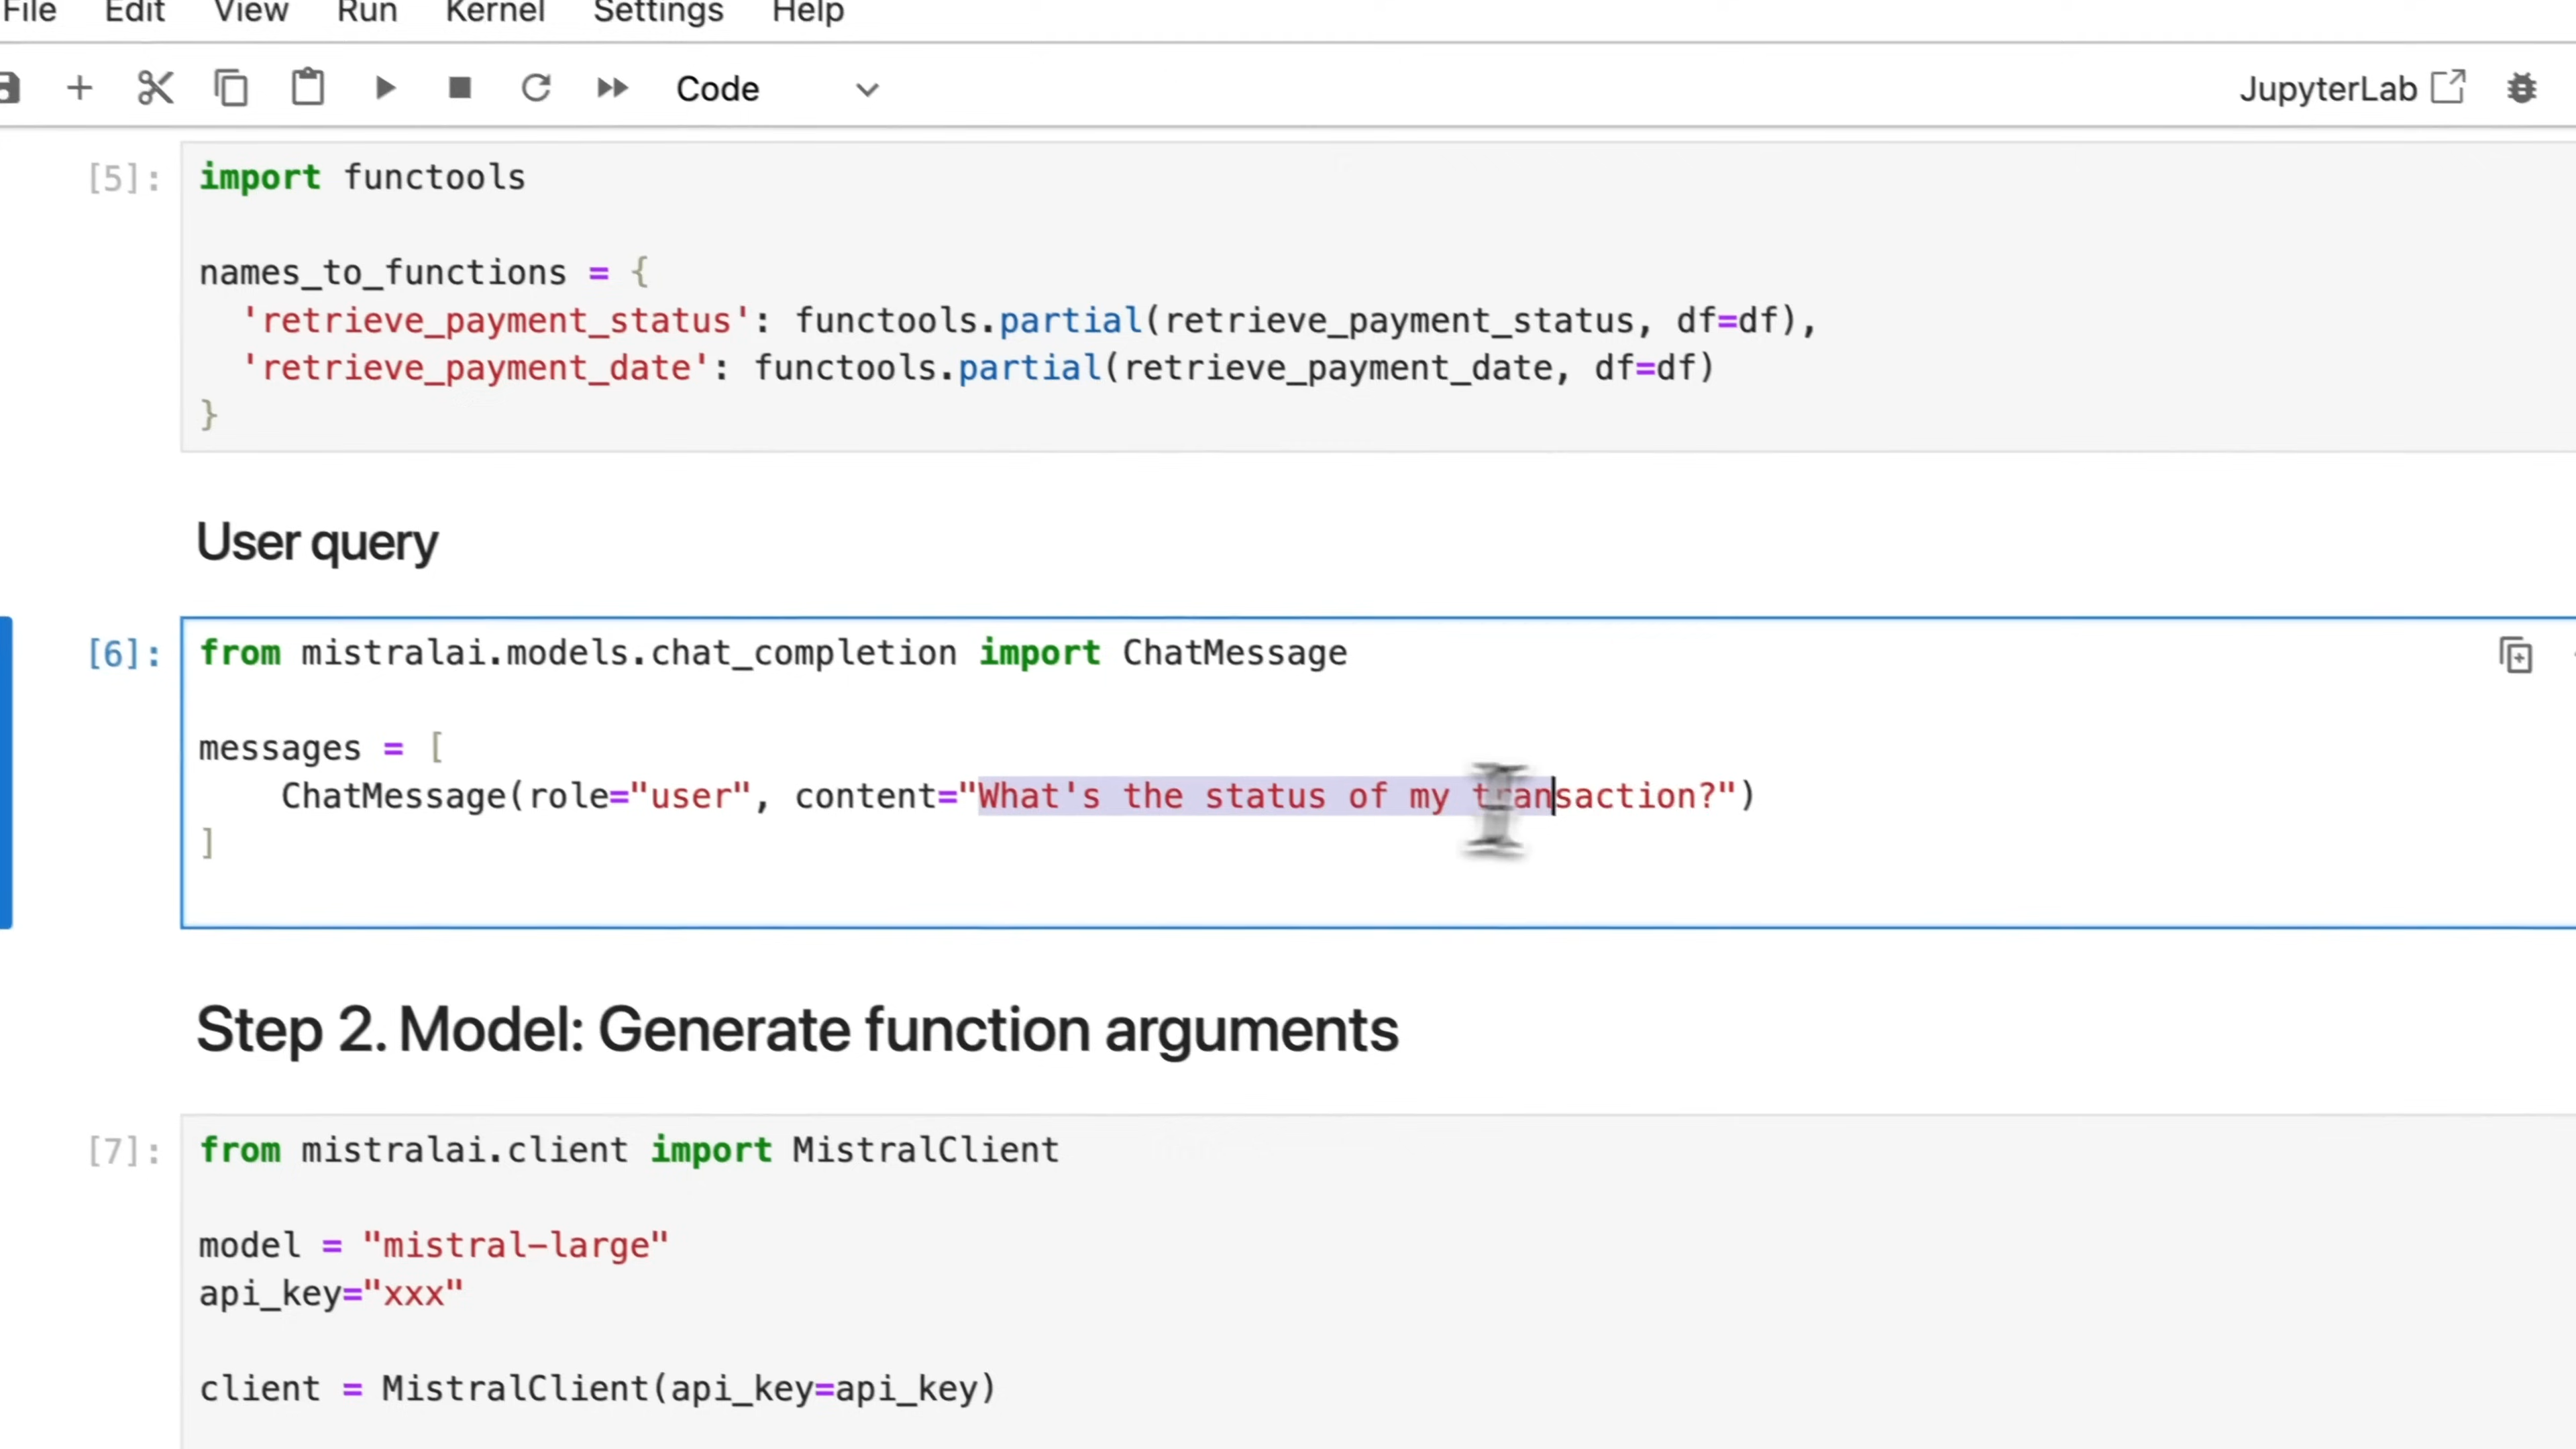 File Edit View Run Kernel Settings Help
Code JupyterLab
[5]: import functools
names_to_functions = {
  'retrieve_payment_status': functools.partial(retrieve_payment_status, df=df),
  'retrieve_payment_date': functools.partial(retrieve_payment_date, df=df)
}
User query
[6]: from mistralai.models.chat_completion import ChatMessage
messages = [
    ChatMessage(role="user", content="What's the status of my transaction?")
]
Step 2. Model: Generate function arguments
[7]: from mistralai.client import MistralClient
model = "mistral-large"
api_key="xxx"
client = MistralClient(api_key=api_key)